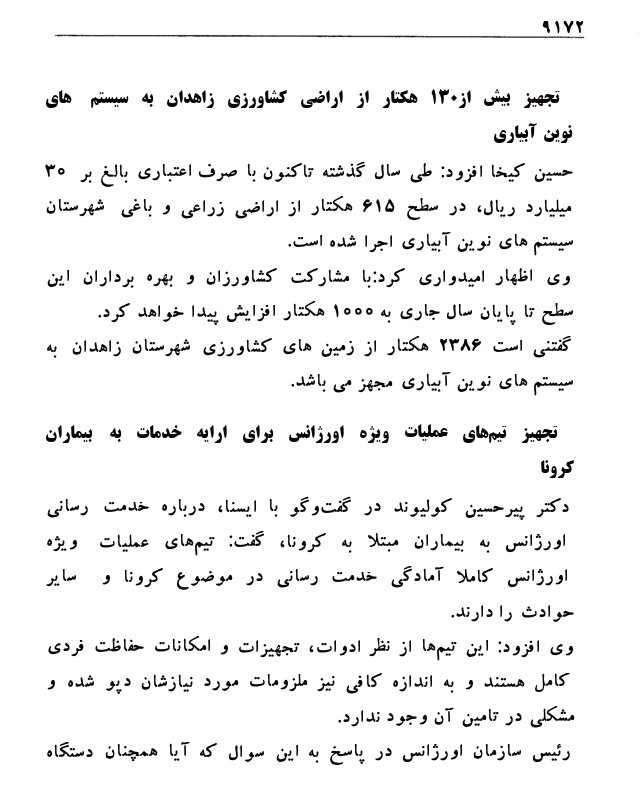 ۹۱۷۲
تجهیز بیش از۱۳۰ هکتار از اراضی کشاورزی زاهدان به سیستم های
نوین آبیاری
حسین کیخا افزود: طی سال گذشته تاکنون با صرف اعتباری بالغ بر ۳۰
میلیارد ریال، در سطح ۶۱۵ هکتار از اراضی زراعی و باغی شهرستان
سیستم های نوین آبیاری اجرا شده است.
وی اظهار امیدواری کرد:با مشارکت کشاورزان و بهره برداران این
سطح تا پایان سال جاری به ۱۰۰۰ هکتار افزایش پیدا خواهد کرد.
گفتنی است ۲۳۸۶ هکتار از زمین های کشاورزی شهرستان زاهدان به
سیستم های نوین آبیاری مجهز می باشد.
تجهیز تیم‌های عملیات ویژه اورژانس برای ارایه خدمات به بیماران
کرونا
دکتر پیرحسین کولیوند در گفت‌وگو با ایسنا، درباره خدمت رسانی
اورژانس به بیماران مبتلا به کرونا، گفت: تیم‌های عملیات ویژه
اورژانس کاملا آمادگی خدمت رسانی در موضوع کرونا و سایر
حوادث را دارند.
وی افزود: این تیم‌ها از نظر ادوات، تجهیزات و امکانات حفاظت فردی
کامل هستند و به اندازه کافی نیز ملزومات مورد نیازشان دپو شده و
مشکلی در تامین آن وجود ندارد.
رئیس سازمان اورژانس در پاسخ به این سوال که آیا همچنان دستگاه